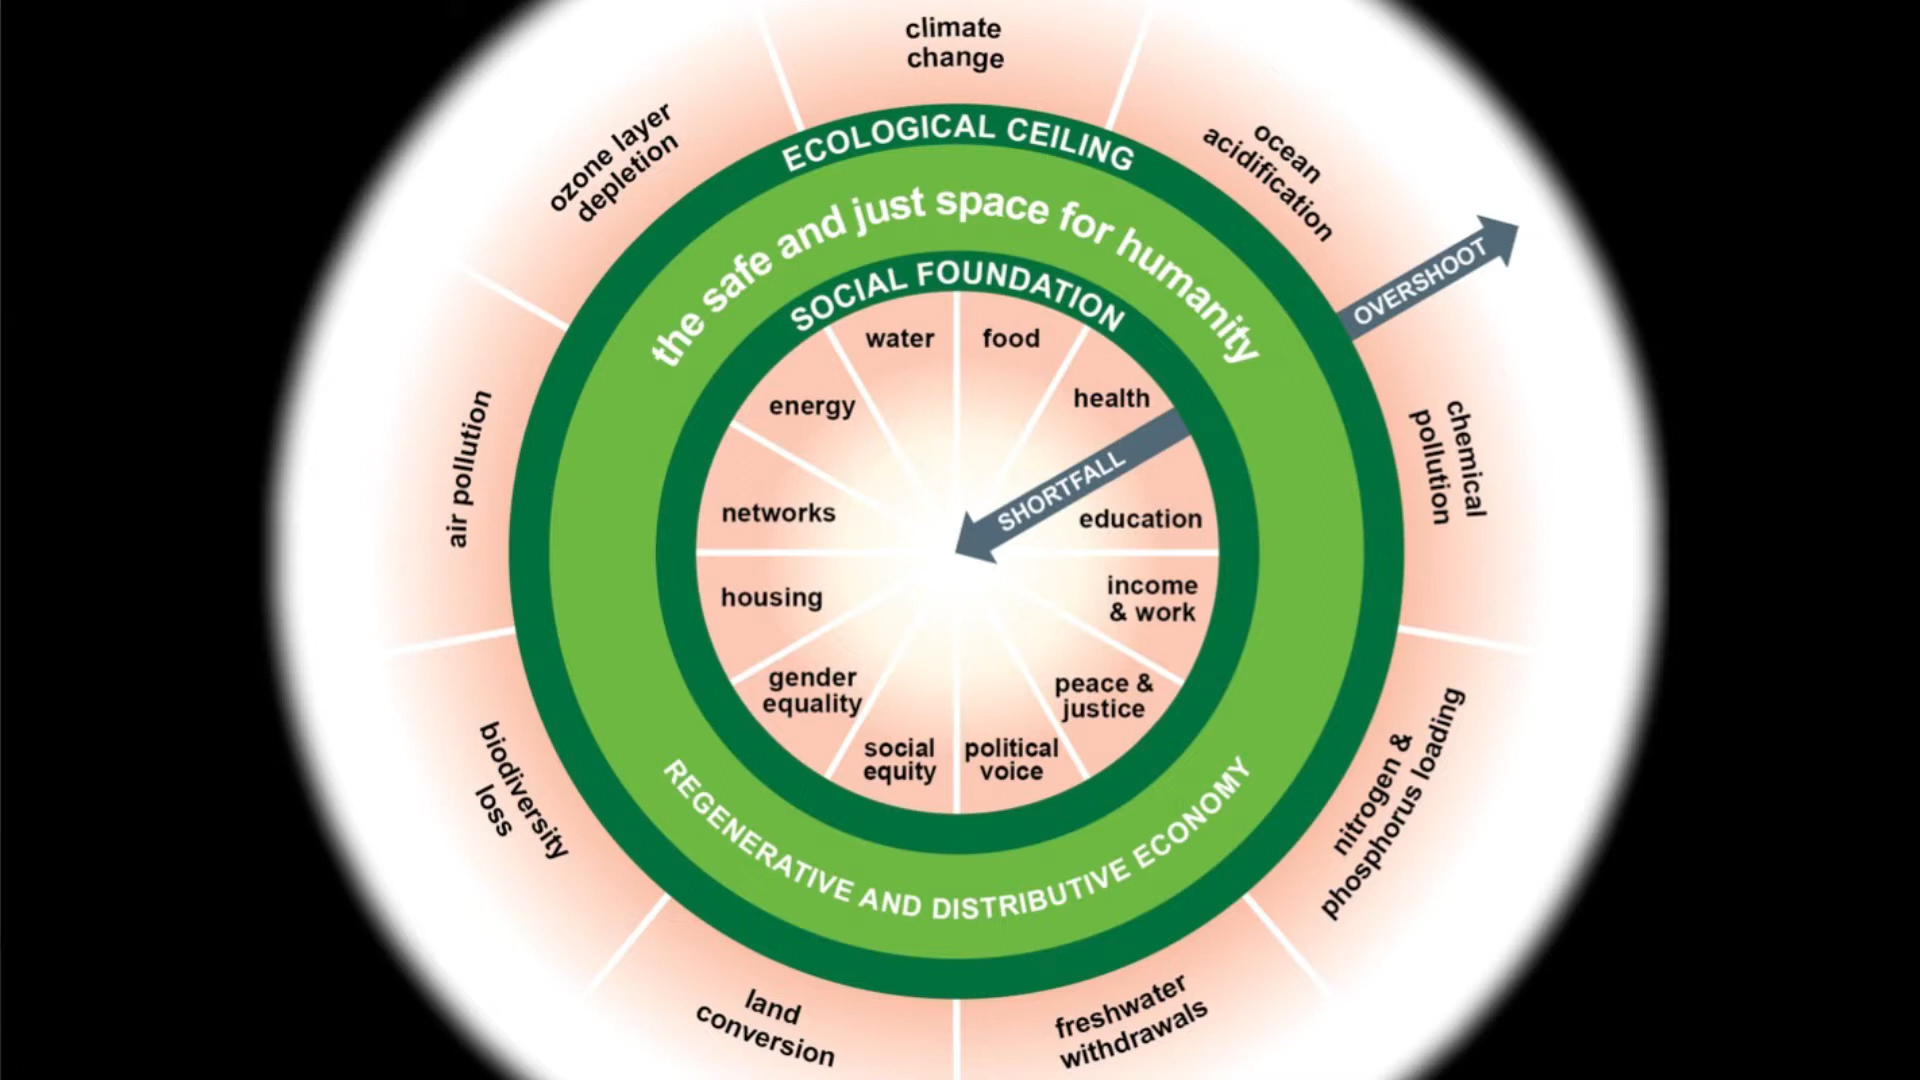 climate
change
ozone layer
depletion
ocean
acidification
ECOLOGICAL CEILING
the safe and just space for humanity
OVERSHOOT
SOCIAL FOUNDATION
water
food
energy
health
SHORTFALL
air pollution
chemical
pollution
networks
education
housing
income
& work
gender
equality
peace &
justice
social
equity
political
voice
biodiversity
loss
nitrogen &
phosphorus loading
REGENERATIVE AND DISTRIBUTIVE ECONOMY
land
conversion
freshwater
withdrawals